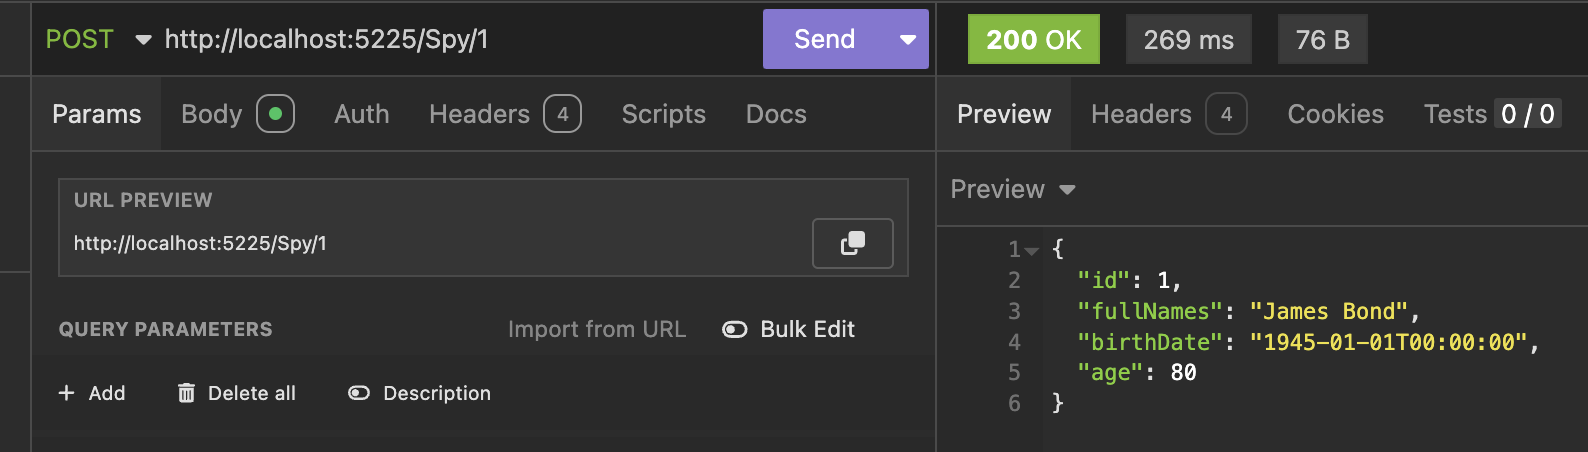 POST http://localhost:5225/Spy/1 Send 200 OK 269 ms 76 B
Params Body Auth Headers 4 Scripts Docs
Preview Headers 4 Cookies Tests 0 / 0
URL PREVIEW
http://localhost:5225/Spy/1
QUERY PARAMETERS Import from URL Bulk Edit
+ Add Delete all Description
Preview
1 {
2 "id": 1,
3 "fullNames": "James Bond",
4 "birthDate": "1945-01-01T00:00:00",
5 "age": 80
6 }